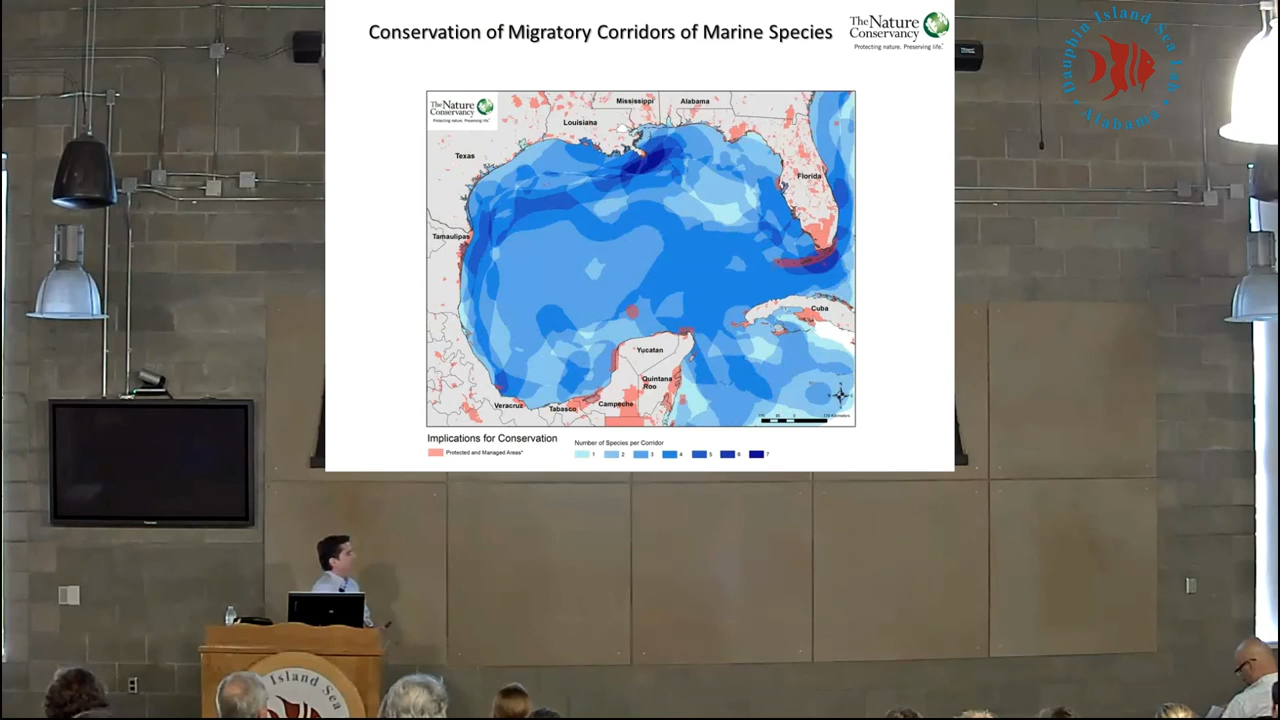 Conservation of Migratory Corridors of Marine Species
The Nature
Conservancy
Protecting nature. Preserving life.
Dauphin Island Sea Lab
Alabama
The Nature
Conservancy
Protecting nature. Preserving life.
Mississippi
Alabama
Louisiana
Texas
Florida
Tamaulipas
Cuba
Yucatan
Quintana
Roo
Veracruz
Tabasco
Campeche
Implications for Conservation
Protected and Managed Areas*
Number of Species per Corridor
1 2 3 4 5 6 7
Island Sea